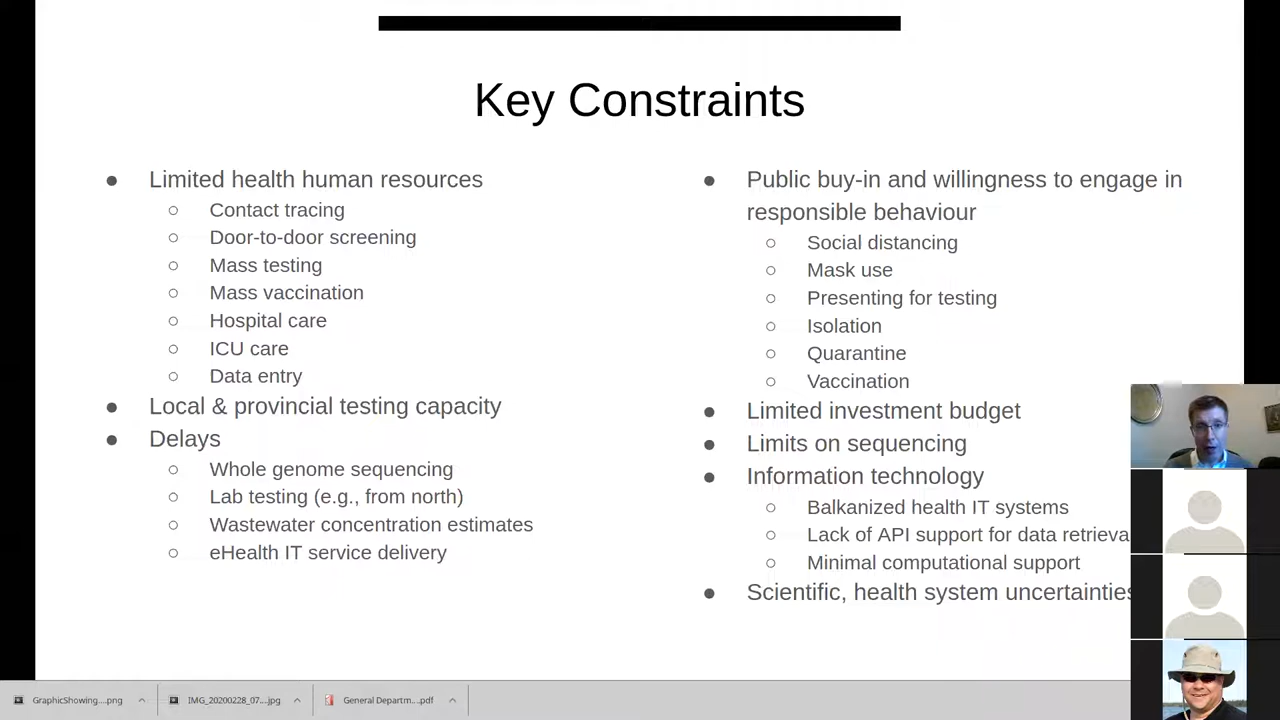 Key Constraints
● Limited health human resources
○ Contact tracing
○ Door-to-door screening
○ Mass testing
○ Mass vaccination
○ Hospital care
○ ICU care
○ Data entry
● Local & provincial testing capacity
● Delays
○ Whole genome sequencing
○ Lab testing (e.g., from north)
○ Wastewater concentration estimates
○ eHealth IT service delivery
● Public buy-in and willingness to engage in
responsible behaviour
○ Social distancing
○ Mask use
○ Presenting for testing
○ Isolation
○ Quarantine
○ Vaccination
● Limited investment budget
● Limits on sequencing
● Information technology
○ Balkanized health IT systems
○ Lack of API support for data retrieva
○ Minimal computational support
● Scientific, health system uncertainties
GraphicShowing....png
IMG_20200228_07...jpg
General Departm...pdf